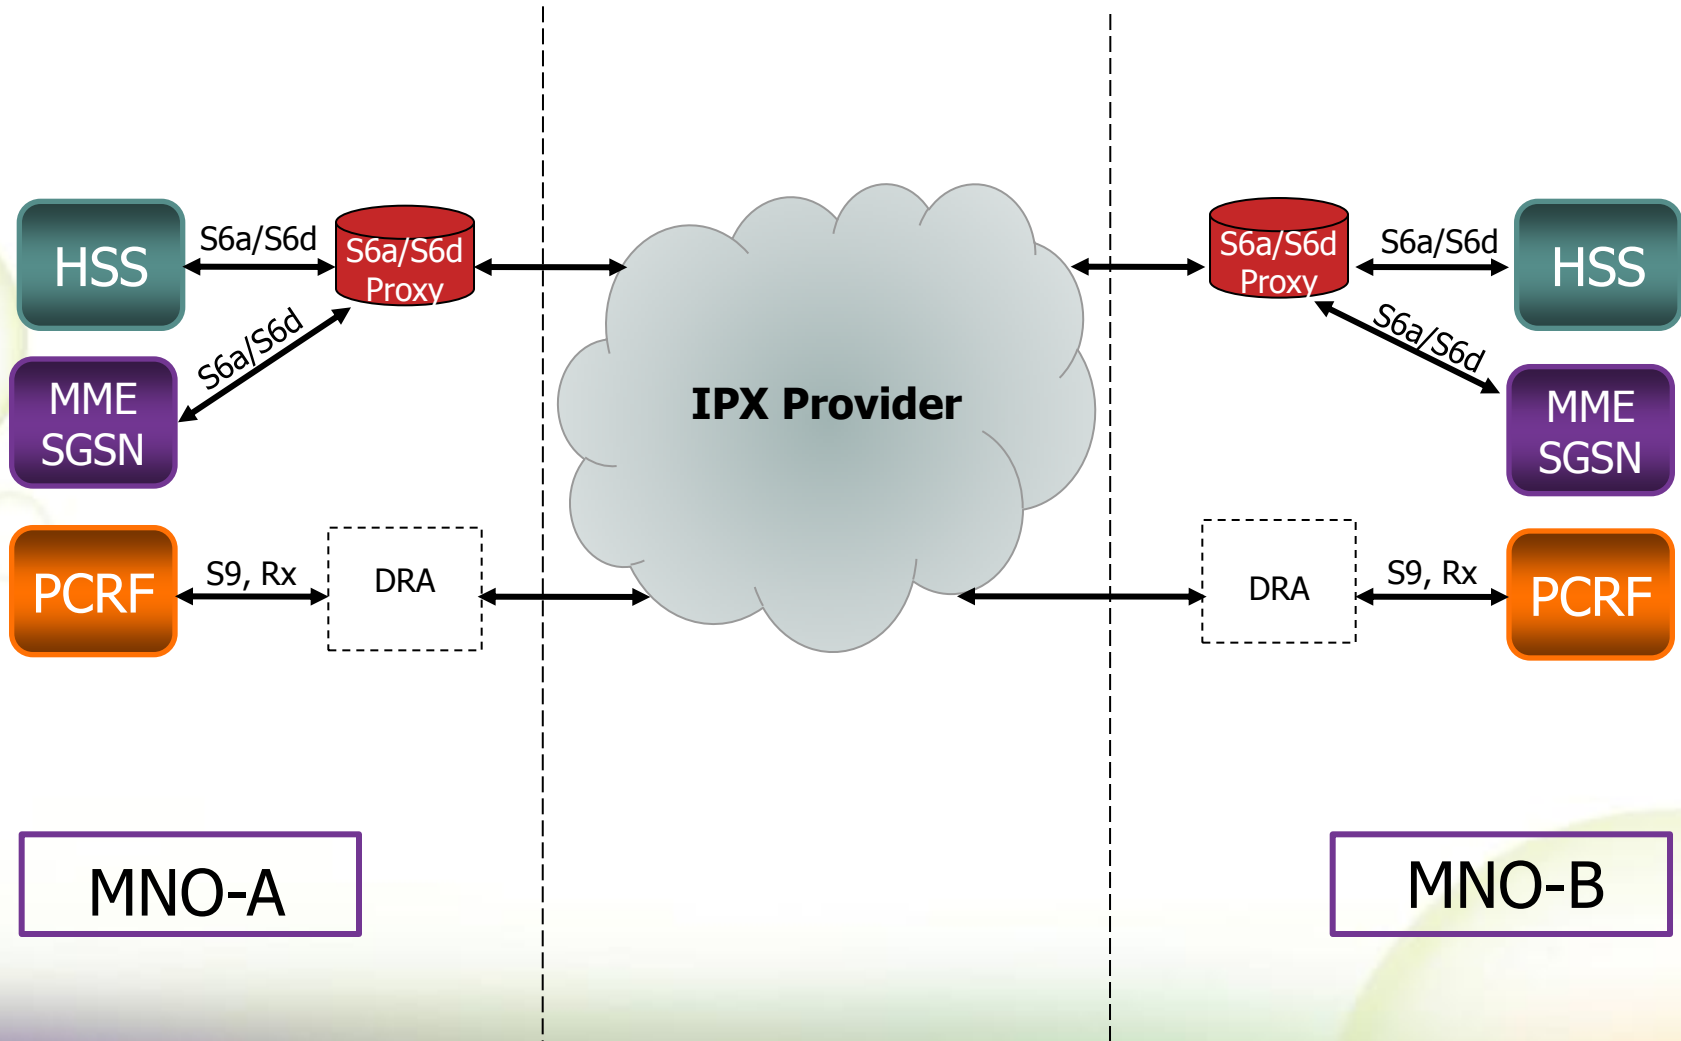 HSS
S6a/S6d
S6a/S6d
Proxy
S6a/S6d
MME
SGSN
PCRF
S9, Rx
DRA
IPX Provider
S6a/S6d
Proxy
S6a/S6d
HSS
S6a/S6d
MME
SGSN
DRA
S9, Rx
PCRF
MNO-A
MNO-B